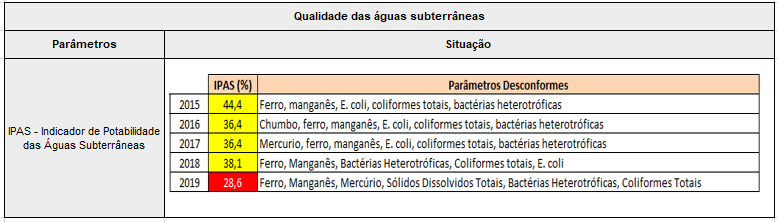 Qualidade das águas subterrâneas
Parâmetros Situação
IPAS - Indicador de Potabilidade
das Águas Subterrâneas
IPAS (%) Parâmetros Desconformes
2015 44,4 Ferro, manganês, E. coli, coliformes totais, bactérias heterotróficas
2016 36,4 Chumbo, ferro, manganês, E. coli, coliformes totais, bactérias heterotróficas
2017 36,4 Mercurio, ferro, manganês, E. coli, coliformes totais, bactérias heterotróficas
2018 38,1 Ferro, Manganês, Bactérias Heterotróficas, Coliformes totais, E. coli
2019 28,6 Ferro, Manganês, Mercúrio, Sólidos Dissolvidos Totais, Bactérias Heterotróficas, Coliformes Totais